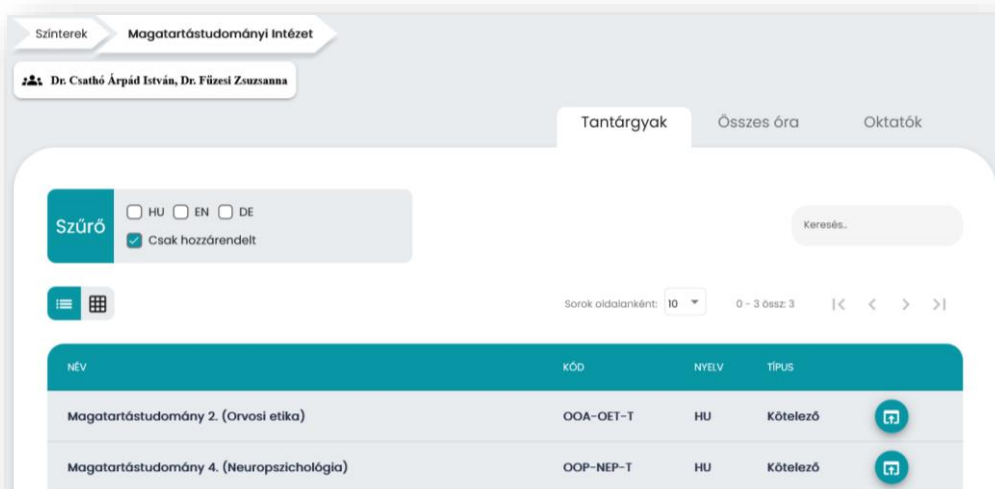 Színterek Magatartástudományi Intézet
Dr. Csathó Árpád István, Dr. Füzesi Zsuzsanna
Tantárgyak Összes óra Oktatók
Szűrő
HU EN DE
Csak hozzárendelt
Keresés..
Sorok oldalanként: 10 0 - 3 össz: 3
NÉV KÓD NYELV TÍPUS
Magatartástudomány 2. (Orvosi etika) OOA-OET-T HU Kötelező
Magatartástudomány 4. (Neuropszichológia) OOP-NEP-T HU Kötelező